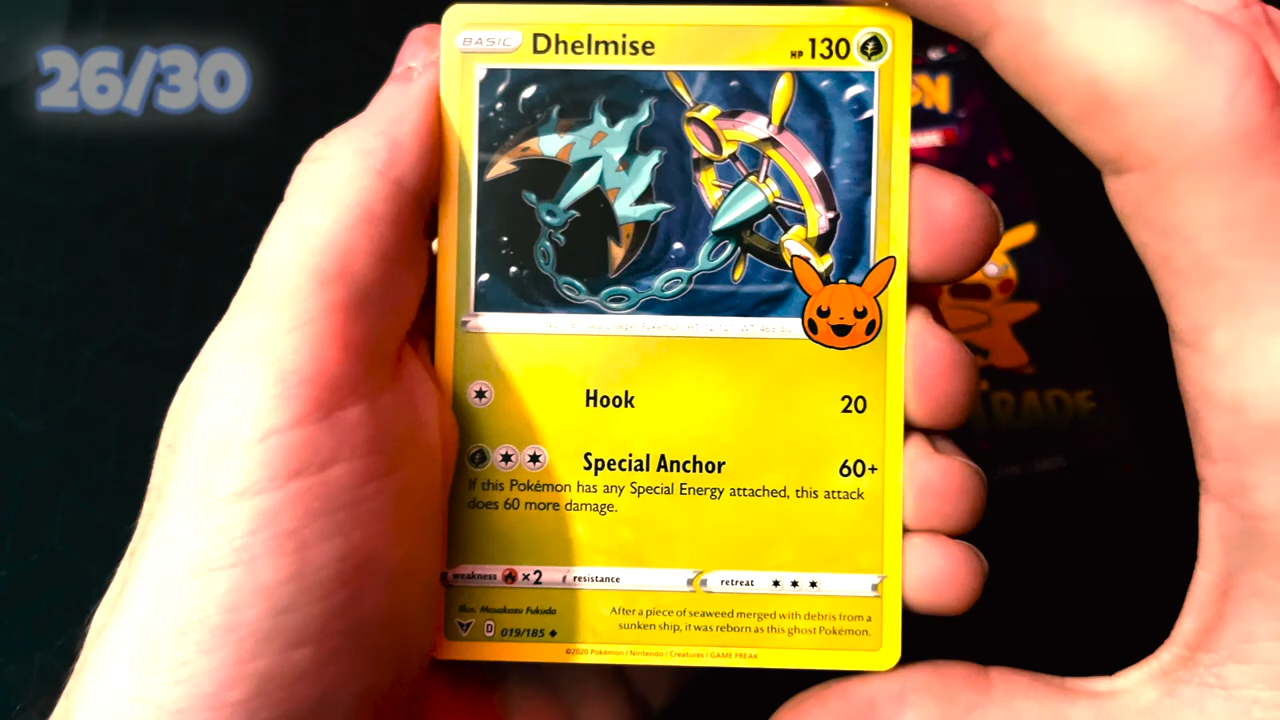 26/30
BASIC Dhelmise HP 130
Hook 20
Special Anchor 60+
If this Pokémon has any Special Energy attached, this attack
does 60 more damage.
weakness ×2 resistance retreat
Illus. Masakazu Fukuda
D 019/185
After a piece of seaweed merged with debris from a
sunken ship, it was reborn as this ghost Pokémon.
©2020 Pokémon / Nintendo / Creatures / GAME FREAK
TRADE